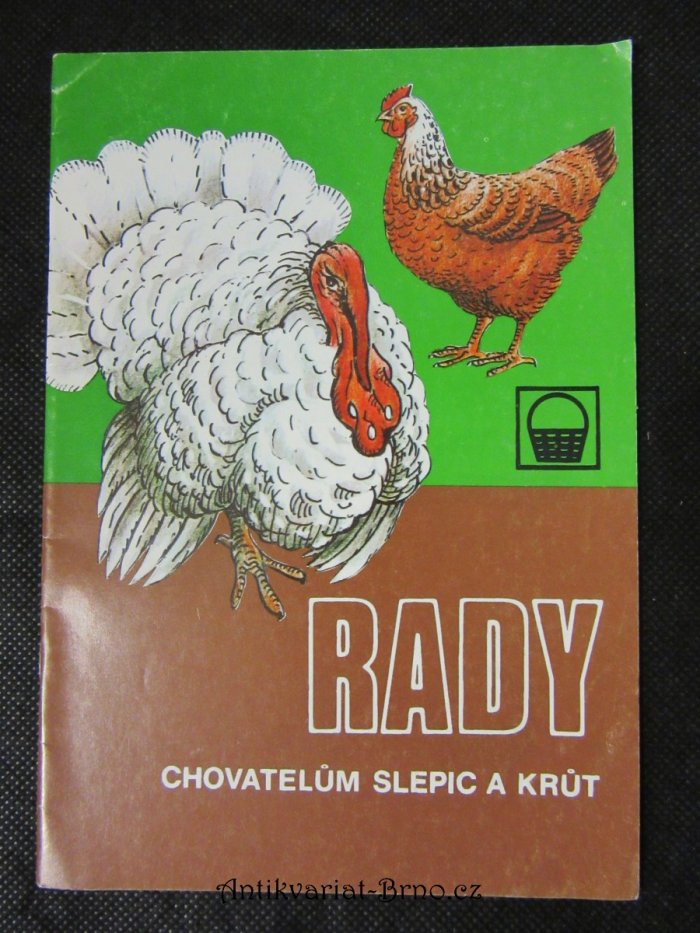 RADY
CHOVATELŮM SLEPIC A KRŮT
Antikvariat-Brno.cz